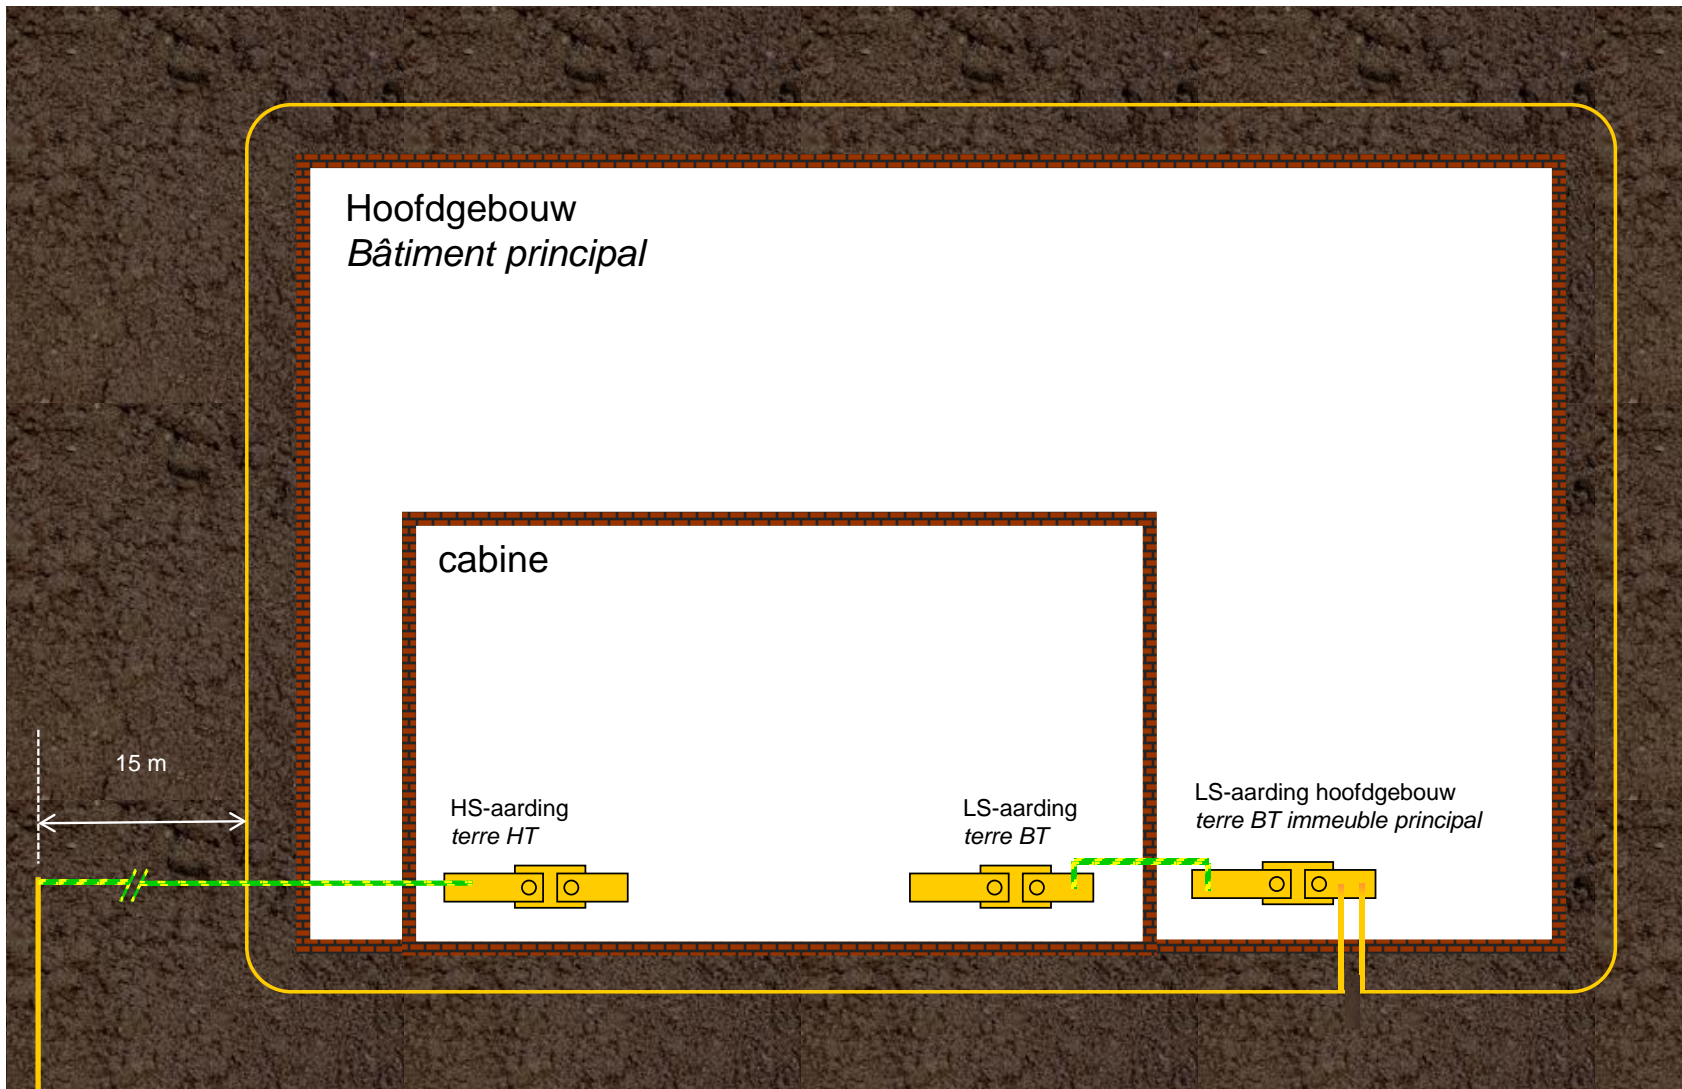 Hoofdgebouw
Bâtiment principal
cabine
15 m
HS-aarding
terre HT
LS-aarding
terre BT
LS-aarding hoofdgebouw
terre BT immeuble principal